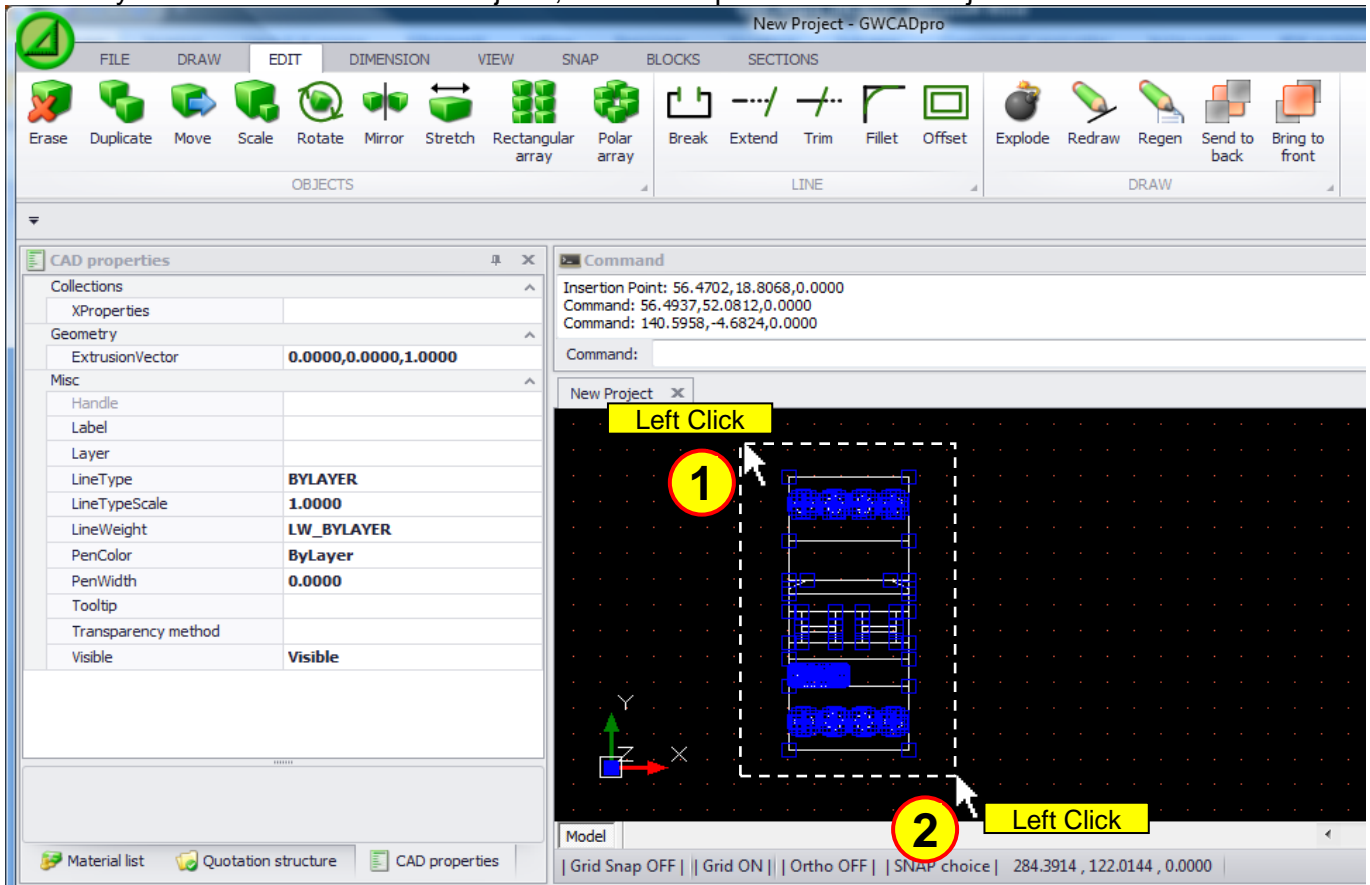 New Project - GWCADpro
FILE DRAW EDIT DIMENSION VIEW SNAP BLOCKS SECTIONS
Erase Duplicate Move Scale Rotate Mirror Stretch Rectangular array Polar array Break Extend Trim Fillet Offset Explode Redraw Regen Send to back Bring to front
OBJECTS LINE DRAW
CAD properties
Collections
XProperties
Geometry
ExtrusionVector 0.0000,0.0000,1.0000
Misc
Handle
Label
Layer
LineType BYLAYER
LineTypeScale 1.0000
LineWeight LW_BYLAYER
PenColor ByLayer
PenWidth 0.0000
Tooltip
Transparency method
Visible Visible
Material list Quotation structure CAD properties
Command
Insertion Point: 56.4702,18.8068,0.0000
Command: 56.4937,52.0812,0.0000
Command: 140.5958,-4.6824,0.0000
Command:
New Project
Left Click
1
Y
Z X
2 Left Click
Model
| Grid Snap OFF | | Grid ON | | Ortho OFF | | SNAP choice | 284.3914 , 122.0144 , 0.0000